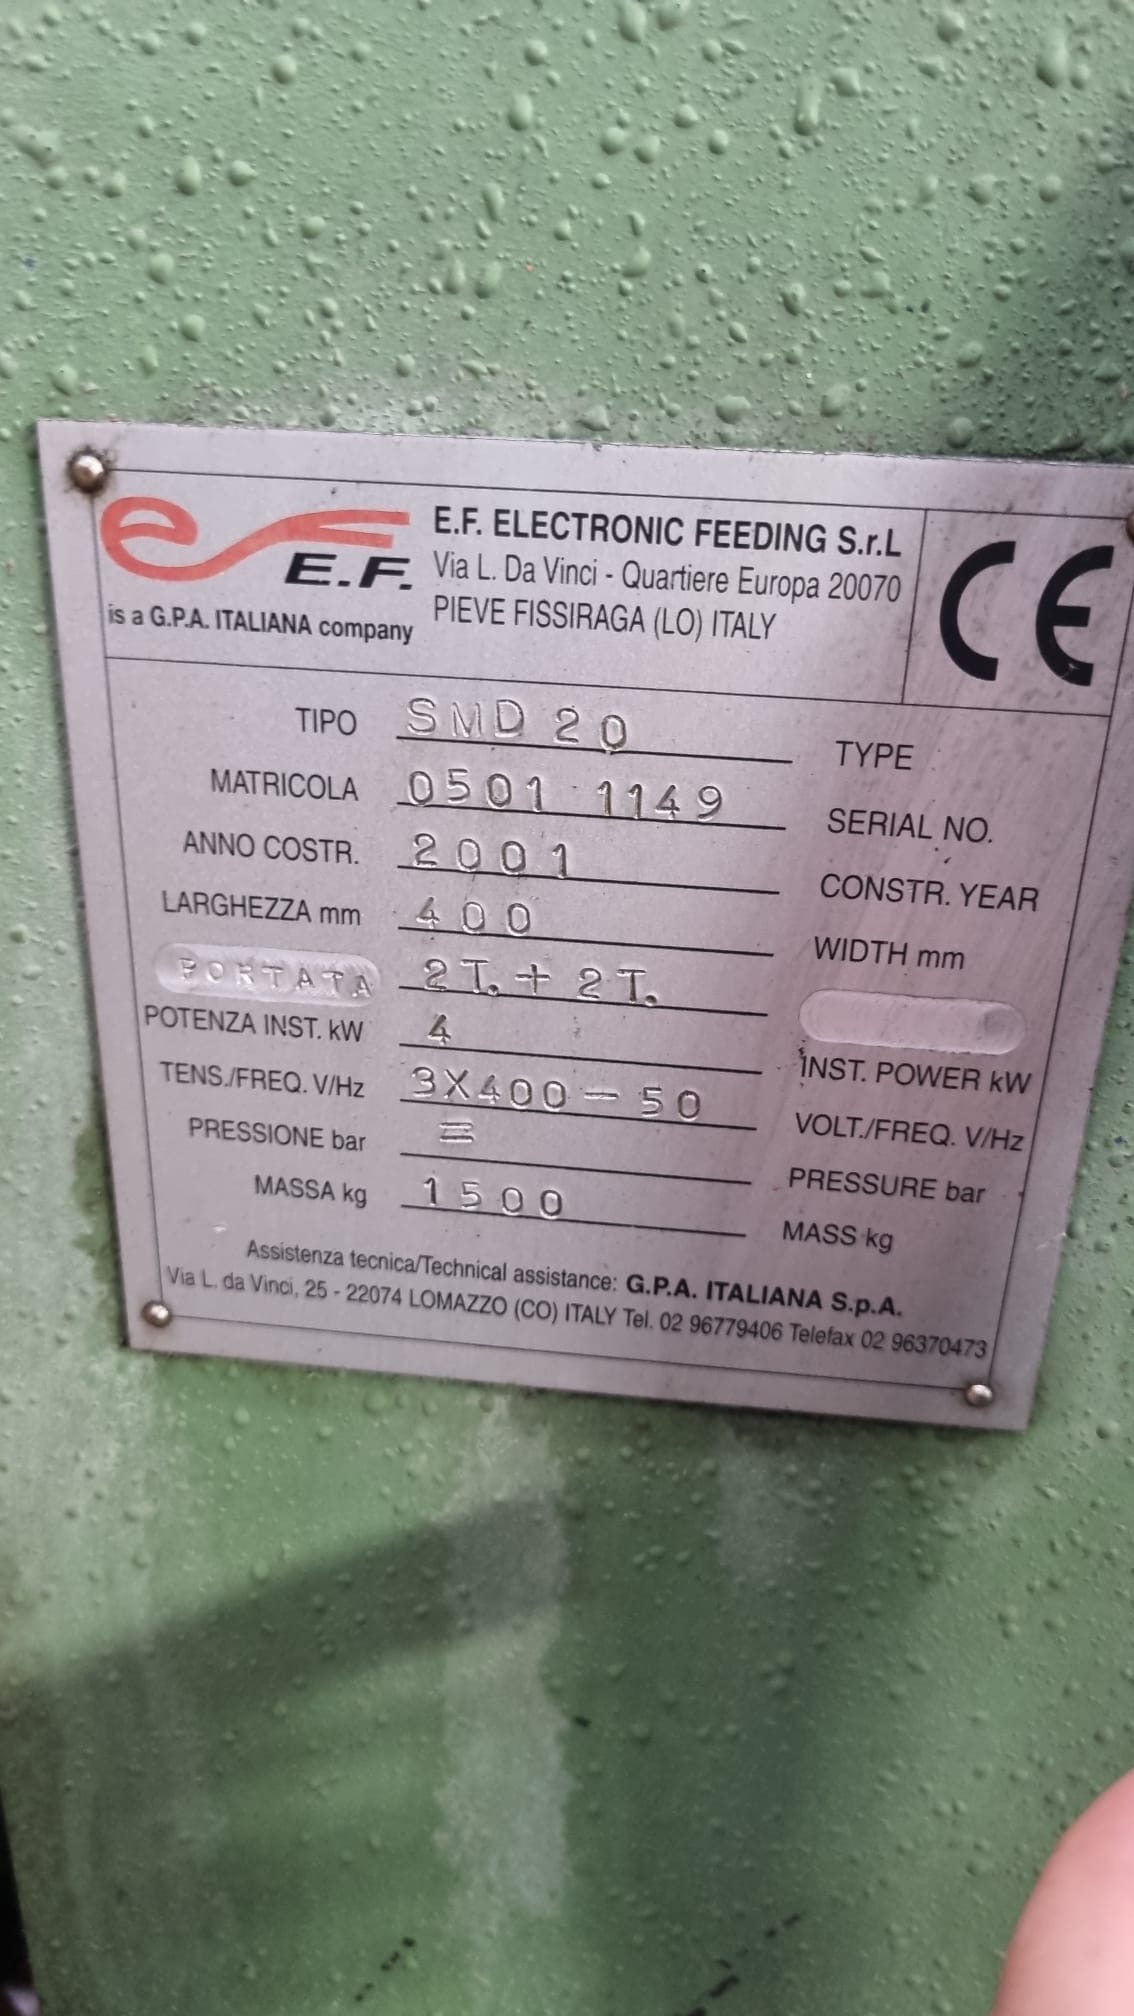 e
E.F.
is a G.P.A. ITALIANA company
E.F. ELECTRONIC FEEDING S.r.L
Via L. Da Vinci - Quartiere Europa 20070
PIEVE FISSIRAGA (LO) ITALY
CE
TIPO SMD 20 TYPE
MATRICOLA 0501 1149 SERIAL NO.
ANNO COSTR. 2001 CONSTR. YEAR
LARGHEZZA mm 400 WIDTH mm
PORTATA 2T. + 2T.
POTENZA INST. kW 4 INST. POWER kW
TENS./FREQ. V/Hz 3X400-50 VOLT./FREQ. V/Hz
PRESSIONE bar = PRESSURE bar
MASSA kg 1500 MASS kg
Assistenza tecnica/Technical assistance: G.P.A. ITALIANA S.p.A.
Via L. da Vinci, 25 - 22074 LOMAZZO (CO) ITALY Tel. 02 96779406 Telefax 02 96370473